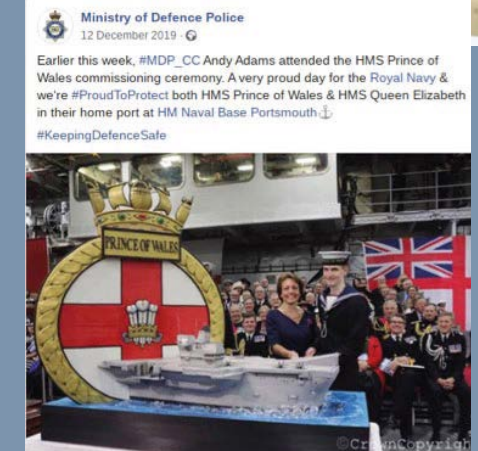 Ministry of Defence Police
12 December 2019 ·
Earlier this week, #MDP_CC Andy Adams attended the HMS Prince of
Wales commissioning ceremony. A very proud day for the Royal Navy &
we're #ProudToProtect both HMS Prince of Wales & HMS Queen Elizabeth
in their home port at HM Naval Base Portsmouth⚓
#KeepingDefenceSafe
PRINCE OF WALES
©CrownCopyrigh